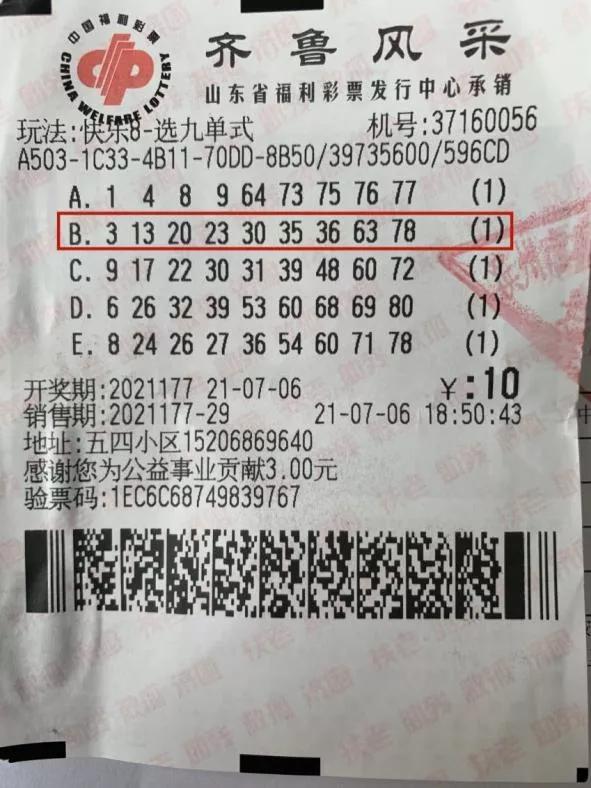 中国福利彩票
CHINA WELFARE LOTTERY
齐鲁风采
山东省福利彩票发行中心承销
玩法:快乐8-选九单式 机号:37160056
A503-1C33-4B11-70DD-8B50/39735600/596CD
A. 1 4 8 9 64 73 75 76 77 (1)
B. 3 13 20 23 30 35 36 63 78 (1)
C. 9 17 22 30 31 39 48 60 72 (1)
D. 6 26 32 39 53 60 68 69 80 (1)
E. 8 24 26 27 36 54 60 71 78 (1)
开奖期:2021177 21-07-06 ¥:10
销售期:2021177-29 21-07-06 18:50:43
地址:五四小区15206869640
感谢您为公益事业贡献3.00元
验票码:1EC6C68749839767